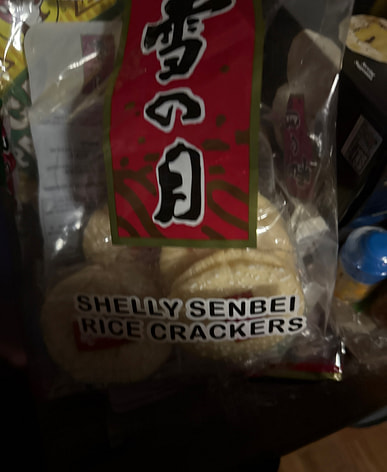 雪の月
SHELLY SENBEI
RICE CRACKERS